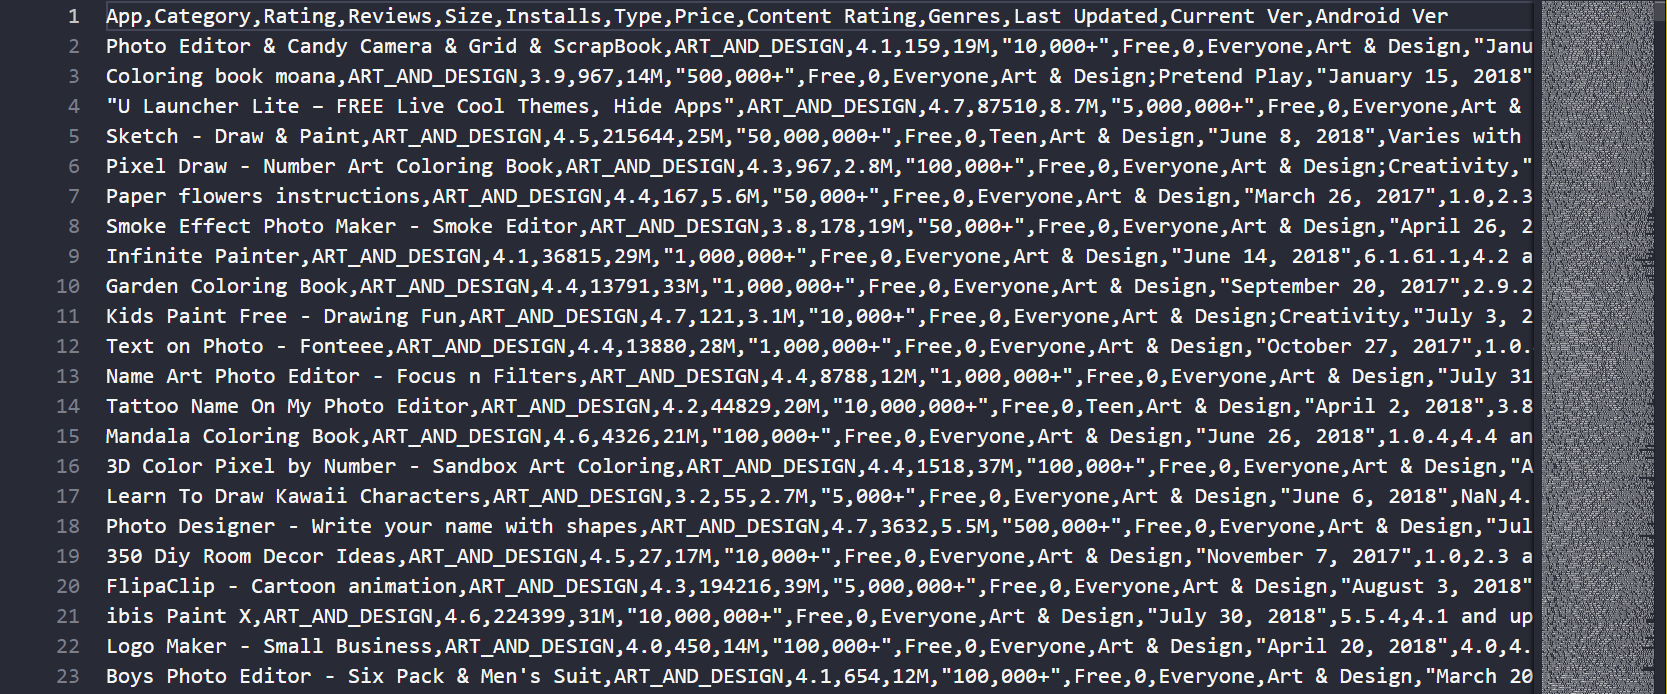 1 App,Category,Rating,Reviews,Size,Installs,Type,Price,Content Rating,Genres,Last Updated,Current Ver,Android Ver
2 Photo Editor & Candy Camera & Grid & ScrapBook,ART_AND_DESIGN,4.1,159,19M,"10,000+",Free,0,Everyone,Art & Design,"Janu
3 Coloring book moana,ART_AND_DESIGN,3.9,967,14M,"500,000+",Free,0,Everyone,Art & Design;Pretend Play,"January 15, 2018"
4 "U Launcher Lite – FREE Live Cool Themes, Hide Apps",ART_AND_DESIGN,4.7,87510,8.7M,"5,000,000+",Free,0,Everyone,Art &
5 Sketch - Draw & Paint,ART_AND_DESIGN,4.5,215644,25M,"50,000,000+",Free,0,Teen,Art & Design,"June 8, 2018",Varies with
6 Pixel Draw - Number Art Coloring Book,ART_AND_DESIGN,4.3,967,2.8M,"100,000+",Free,0,Everyone,Art & Design;Creativity,"
7 Paper flowers instructions,ART_AND_DESIGN,4.4,167,5.6M,"50,000+",Free,0,Everyone,Art & Design,"March 26, 2017",1.0,2.3
8 Smoke Effect Photo Maker - Smoke Editor,ART_AND_DESIGN,3.8,178,19M,"50,000+",Free,0,Everyone,Art & Design,"April 26, 2
9 Infinite Painter,ART_AND_DESIGN,4.1,36815,29M,"1,000,000+",Free,0,Everyone,Art & Design,"June 14, 2018",6.1.61.1,4.2 a
10 Garden Coloring Book,ART_AND_DESIGN,4.4,13791,33M,"1,000,000+",Free,0,Everyone,Art & Design,"September 20, 2017",2.9.2
11 Kids Paint Free - Drawing Fun,ART_AND_DESIGN,4.7,121,3.1M,"10,000+",Free,0,Everyone,Art & Design;Creativity,"July 3, 2
12 Text on Photo - Fonteee,ART_AND_DESIGN,4.4,13880,28M,"1,000,000+",Free,0,Everyone,Art & Design,"October 27, 2017",1.0.
13 Name Art Photo Editor - Focus n Filters,ART_AND_DESIGN,4.4,8788,12M,"1,000,000+",Free,0,Everyone,Art & Design,"July 31
14 Tattoo Name On My Photo Editor,ART_AND_DESIGN,4.2,44829,20M,"10,000,000+",Free,0,Teen,Art & Design,"April 2, 2018",3.8
15 Mandala Coloring Book,ART_AND_DESIGN,4.6,4326,21M,"100,000+",Free,0,Everyone,Art & Design,"June 26, 2018",1.0.4,4.4 an
16 3D Color Pixel by Number - Sandbox Art Coloring,ART_AND_DESIGN,4.4,1518,37M,"100,000+",Free,0,Everyone,Art & Design,"A
17 Learn To Draw Kawaii Characters,ART_AND_DESIGN,3.2,55,2.7M,"5,000+",Free,0,Everyone,Art & Design,"June 6, 2018",NaN,4.
18 Photo Designer - Write your name with shapes,ART_AND_DESIGN,4.7,3632,5.5M,"500,000+",Free,0,Everyone,Art & Design,"Jul
19 350 Diy Room Decor Ideas,ART_AND_DESIGN,4.5,27,17M,"10,000+",Free,0,Everyone,Art & Design,"November 7, 2017",1.0,2.3 a
20 FlipaClip - Cartoon animation,ART_AND_DESIGN,4.3,194216,39M,"5,000,000+",Free,0,Everyone,Art & Design,"August 3, 2018"
21 ibis Paint X,ART_AND_DESIGN,4.6,224399,31M,"10,000,000+",Free,0,Everyone,Art & Design,"July 30, 2018",5.5.4,4.1 and up
22 Logo Maker - Small Business,ART_AND_DESIGN,4.0,450,14M,"100,000+",Free,0,Everyone,Art & Design,"April 20, 2018",4.0,4.
23 Boys Photo Editor - Six Pack & Men's Suit,ART_AND_DESIGN,4.1,654,12M,"100,000+",Free,0,Everyone,Art & Design,"March 20